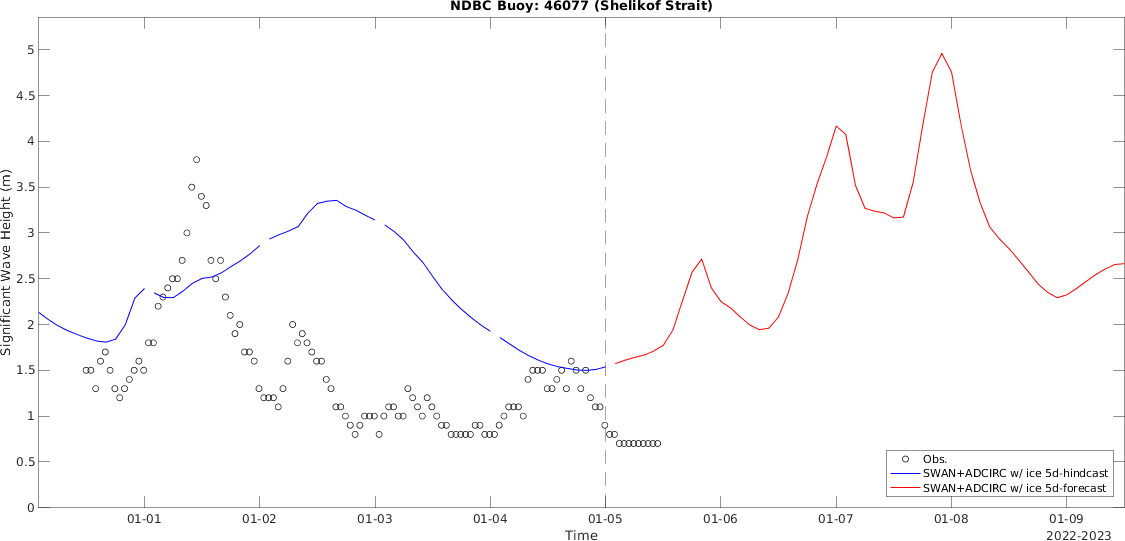 NDBC Buoy: 46077 (Shelikof Strait)
Significant Wave Height (m)
5
4.5
4
3.5
3
2.5
2
1.5
1
0.5
0
Obs.
SWAN+ADCIRC w/ ice 5d-hindcast
SWAN+ADCIRC w/ ice 5d-forecast
01-01 01-02 01-03 01-04 01-05 01-06 01-07 01-08 01-09
Time
2022-2023